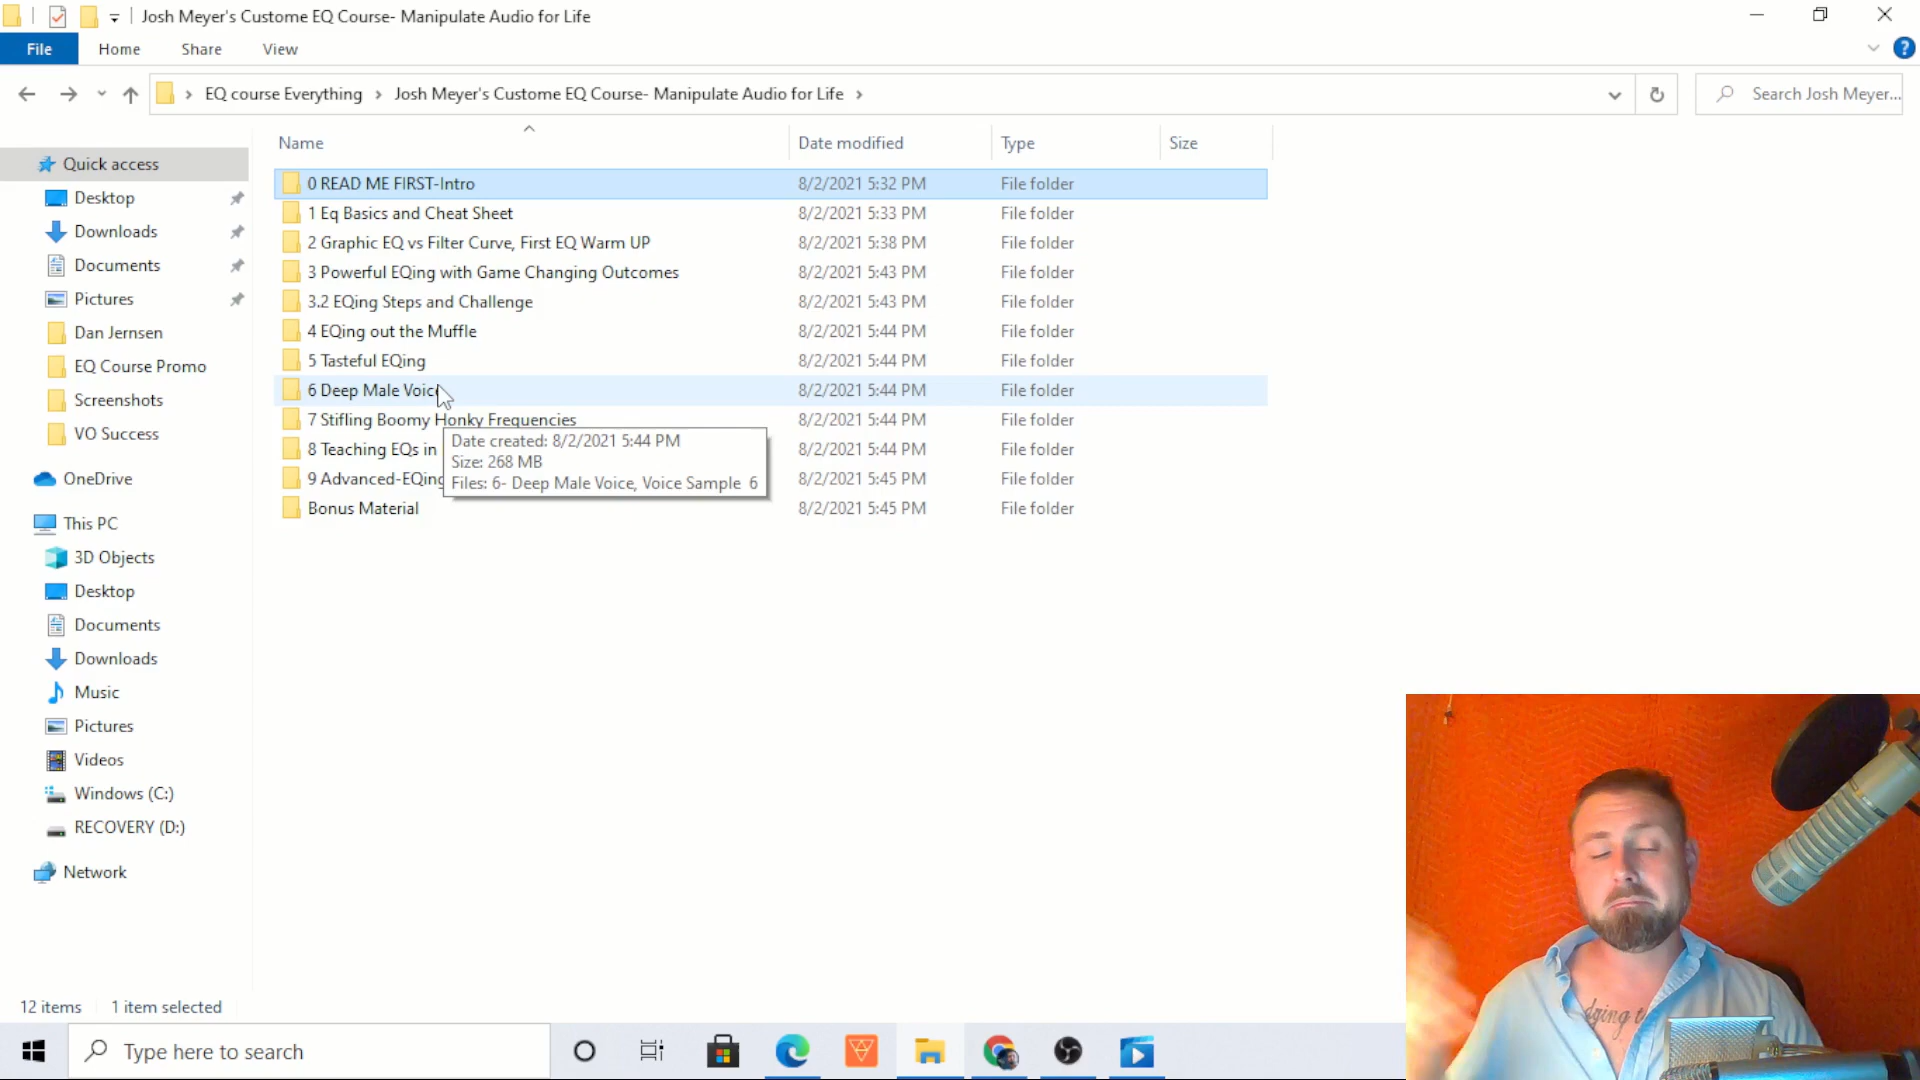 Josh Meyer's Custome EQ Course- Manipulate Audio for Life
File Home Share View
EQ course Everything Josh Meyer's Custome EQ Course- Manipulate Audio for Life Search Josh Meyer...
Name Date modified Type Size
Quick access
Desktop
Downloads
Documents
Pictures
Dan Jernsen
EQ Course Promo
Screenshots
VO Success
OneDrive
This PC
3D Objects
Desktop
Documents
Downloads
Music
Pictures
Videos
Windows (C:)
RECOVERY (D:)
Network
0 READ ME FIRST-Intro 8/2/2021 5:32 PM File folder
1 Eq Basics and Cheat Sheet 8/2/2021 5:33 PM File folder
2 Graphic EQ vs Filter Curve, First EQ Warm UP 8/2/2021 5:38 PM File folder
3 Powerful EQing with Game Changing Outcomes 8/2/2021 5:43 PM File folder
3.2 EQing Steps and Challenge 8/2/2021 5:43 PM File folder
4 EQing out the Muffle 8/2/2021 5:44 PM File folder
5 Tasteful EQing 8/2/2021 5:44 PM File folder
6 Deep Male Voice 8/2/2021 5:44 PM File folder
7 Stifling Boomy Honky Frequencies 8/2/2021 5:44 PM File folder
8 Teaching EQs in 8/2/2021 5:44 PM File folder
9 Advanced-EQing 8/2/2021 5:45 PM File folder
Bonus Material 8/2/2021 5:45 PM File folder
Date created: 8/2/2021 5:44 PM
Size: 268 MB
Files: 6- Deep Male Voice, Voice Sample 6
12 items 1 item selected
Type here to search